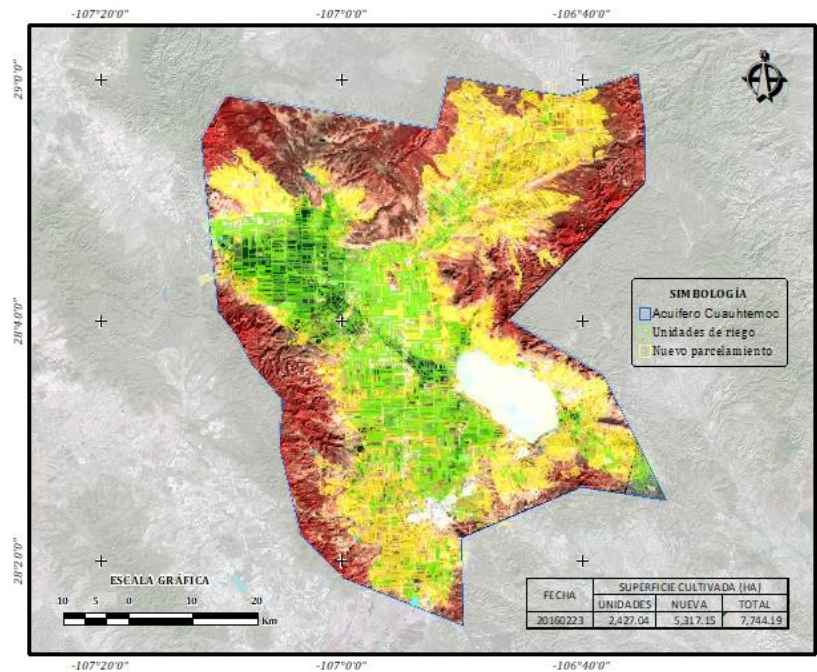 -107°20'0" -107°0'0" -106°40'0"
29°0'0"
28°40'0"
28°20'0"
SIMBOLOGÍA
Acuifero Cuauhtemoc
Unidades de riego
Nuevo parcelamiento
ESCALA GRÁFICA
10 5 0 10 20
Km
FECHA SUPERFICIE CULTIVADA (HA)
UNIDADES NUEVA TOTAL
20160223 2,427.04 5,317.15 7,744.19
-107°20'0" -107°0'0" -106°40'0"